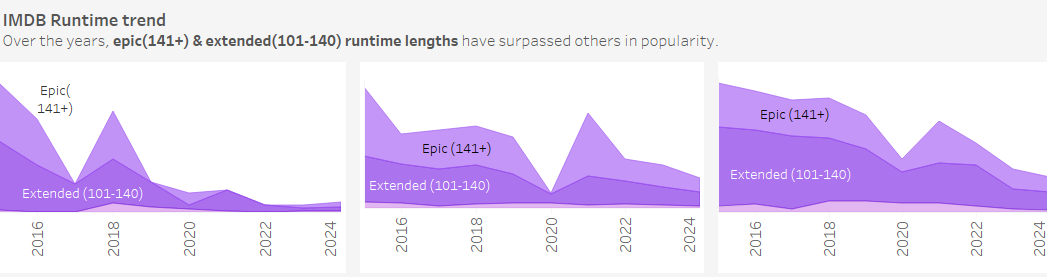 IMDB Runtime trend
Over the years, epic(141+) & extended(101-140) runtime lengths have surpassed others in popularity.
Epic(
141+)
Extended (101-140)
2016
2018
2020
2022
2024
Epic (141+)
Extended (101-140)
2016
2018
2020
2022
2024
Epic (141+)
Extended (101-140)
2016
2018
2020
2022
2024